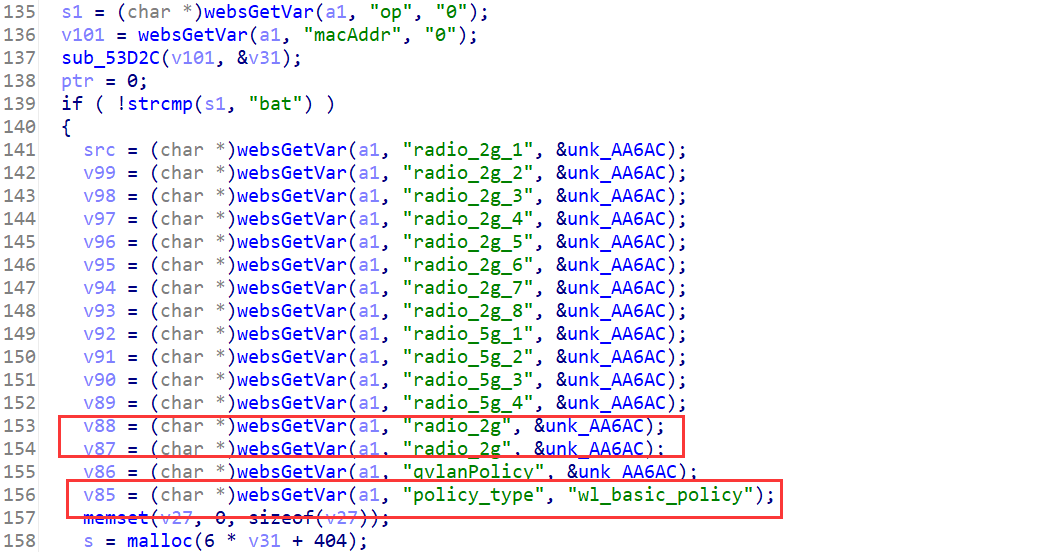 135 s1 = (char *)websGetVar(a1, "op", "0");
136 v101 = websGetVar(a1, "macAddr", "0");
137 sub_53D2C(v101, &v31);
138 ptr = 0;
139 if ( !strcmp(s1, "bat") )
140 {
141 src = (char *)websGetVar(a1, "radio_2g_1", &unk_AA6AC);
142 v99 = (char *)websGetVar(a1, "radio_2g_2", &unk_AA6AC);
143 v98 = (char *)websGetVar(a1, "radio_2g_3", &unk_AA6AC);
144 v97 = (char *)websGetVar(a1, "radio_2g_4", &unk_AA6AC);
145 v96 = (char *)websGetVar(a1, "radio_2g_5", &unk_AA6AC);
146 v95 = (char *)websGetVar(a1, "radio_2g_6", &unk_AA6AC);
147 v94 = (char *)websGetVar(a1, "radio_2g_7", &unk_AA6AC);
148 v93 = (char *)websGetVar(a1, "radio_2g_8", &unk_AA6AC);
149 v92 = (char *)websGetVar(a1, "radio_5g_1", &unk_AA6AC);
150 v91 = (char *)websGetVar(a1, "radio_5g_2", &unk_AA6AC);
151 v90 = (char *)websGetVar(a1, "radio_5g_3", &unk_AA6AC);
152 v89 = (char *)websGetVar(a1, "radio_5g_4", &unk_AA6AC);
153 v88 = (char *)websGetVar(a1, "radio_2g", &unk_AA6AC);
154 v87 = (char *)websGetVar(a1, "radio_2g", &unk_AA6AC);
155 v86 = (char *)websGetVar(a1, "qvlanPolicy", &unk_AA6AC);
156 v85 = (char *)websGetVar(a1, "policy_type", "wl_basic_policy");
157 memset(v27, 0, sizeof(v27));
158 s = malloc(6 * v31 + 404);